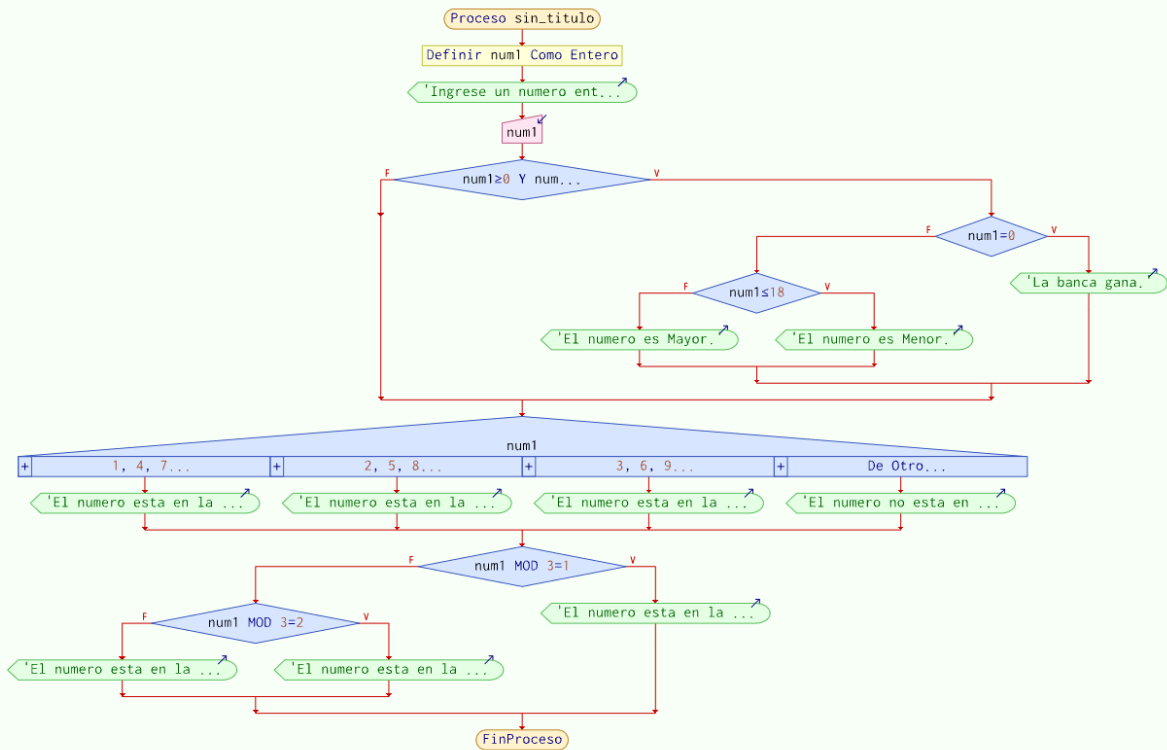 Proceso sin_titulo
Definir num1 Como Entero
'Ingrese un numero ent...
num1
num1≥0 Y num...
F
V
num1=0
F
V
'La banca gana.
num1≤18
F
V
'El numero es Mayor.
'El numero es Menor.
num1
+ 1, 4, 7... + 2, 5, 8... + 3, 6, 9... + De Otro...
'El numero esta en la ...
'El numero esta en la ...
'El numero esta en la ...
'El numero no esta en ...
num1 MOD 3=1
F
V
'El numero esta en la ...
num1 MOD 3=2
F
V
'El numero esta en la ...
'El numero esta en la ...
FinProceso